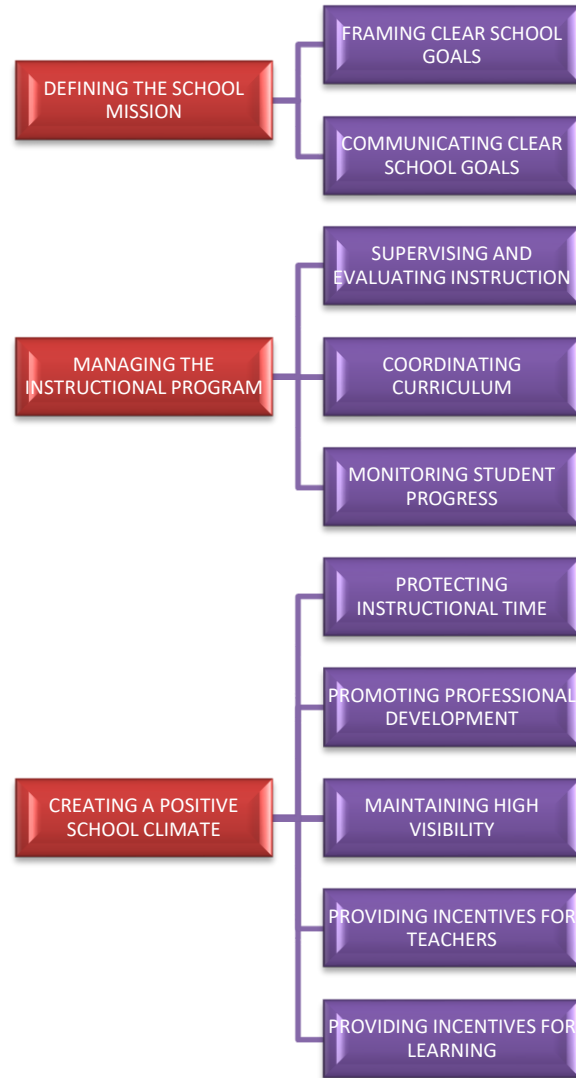 FRAMING CLEAR SCHOOL
GOALS
DEFINING THE SCHOOL
MISSION
COMMUNICATING CLEAR
SCHOOL GOALS
SUPERVISING AND
EVALUATING INSTRUCTION
MANAGING THE
INSTRUCTIONAL PROGRAM
COORDINATING
CURRICULUM
MONITORING STUDENT
PROGRESS
PROTECTING
INSTRUCTIONAL TIME
PROMOTING PROFESSIONAL
DEVELOPMENT
CREATING A POSITIVE
SCHOOL CLIMATE
MAINTAINING HIGH
VISIBILITY
PROVIDING INCENTIVES FOR
TEACHERS
PROVIDING INCENTIVES FOR
LEARNING